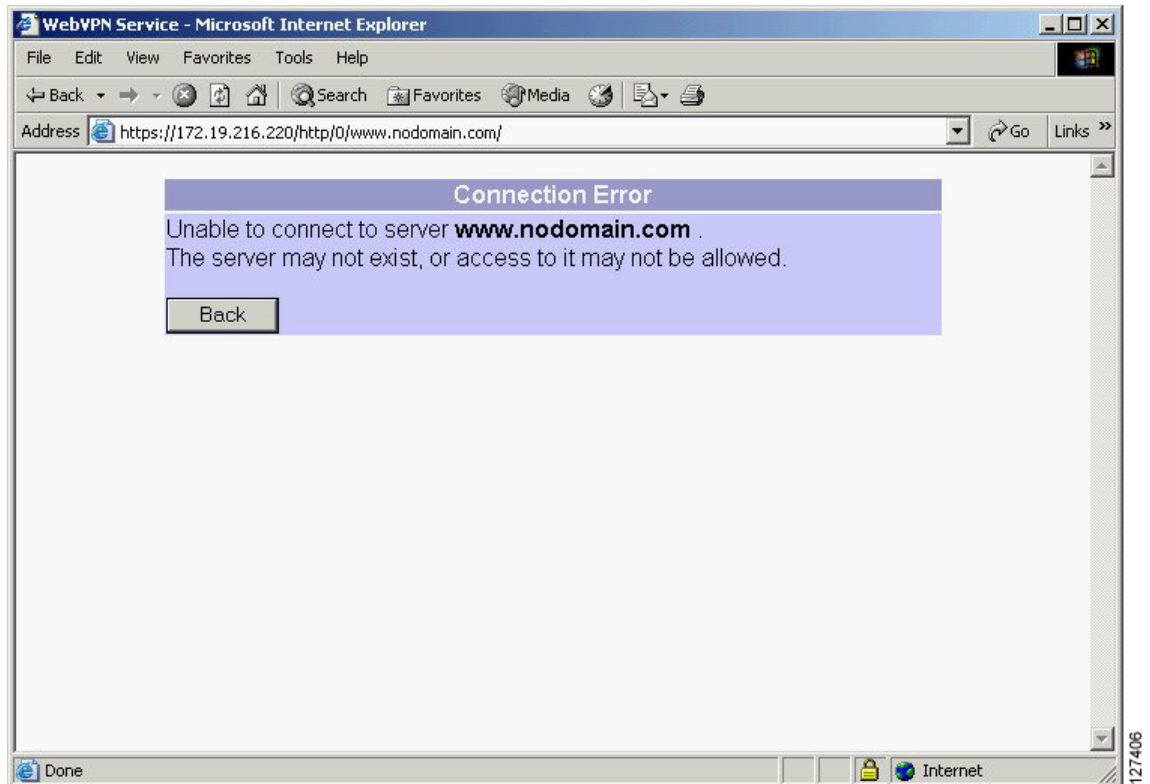 WebVPN Service - Microsoft Internet Explorer
File Edit View Favorites Tools Help
Back Search Favorites Media
Address https://172.19.216.220/http/0/www.nodomain.com/ Go Links »
Connection Error
Unable to connect to server www.nodomain.com .
The server may not exist, or access to it may not be allowed.
Back
Done Internet
127406